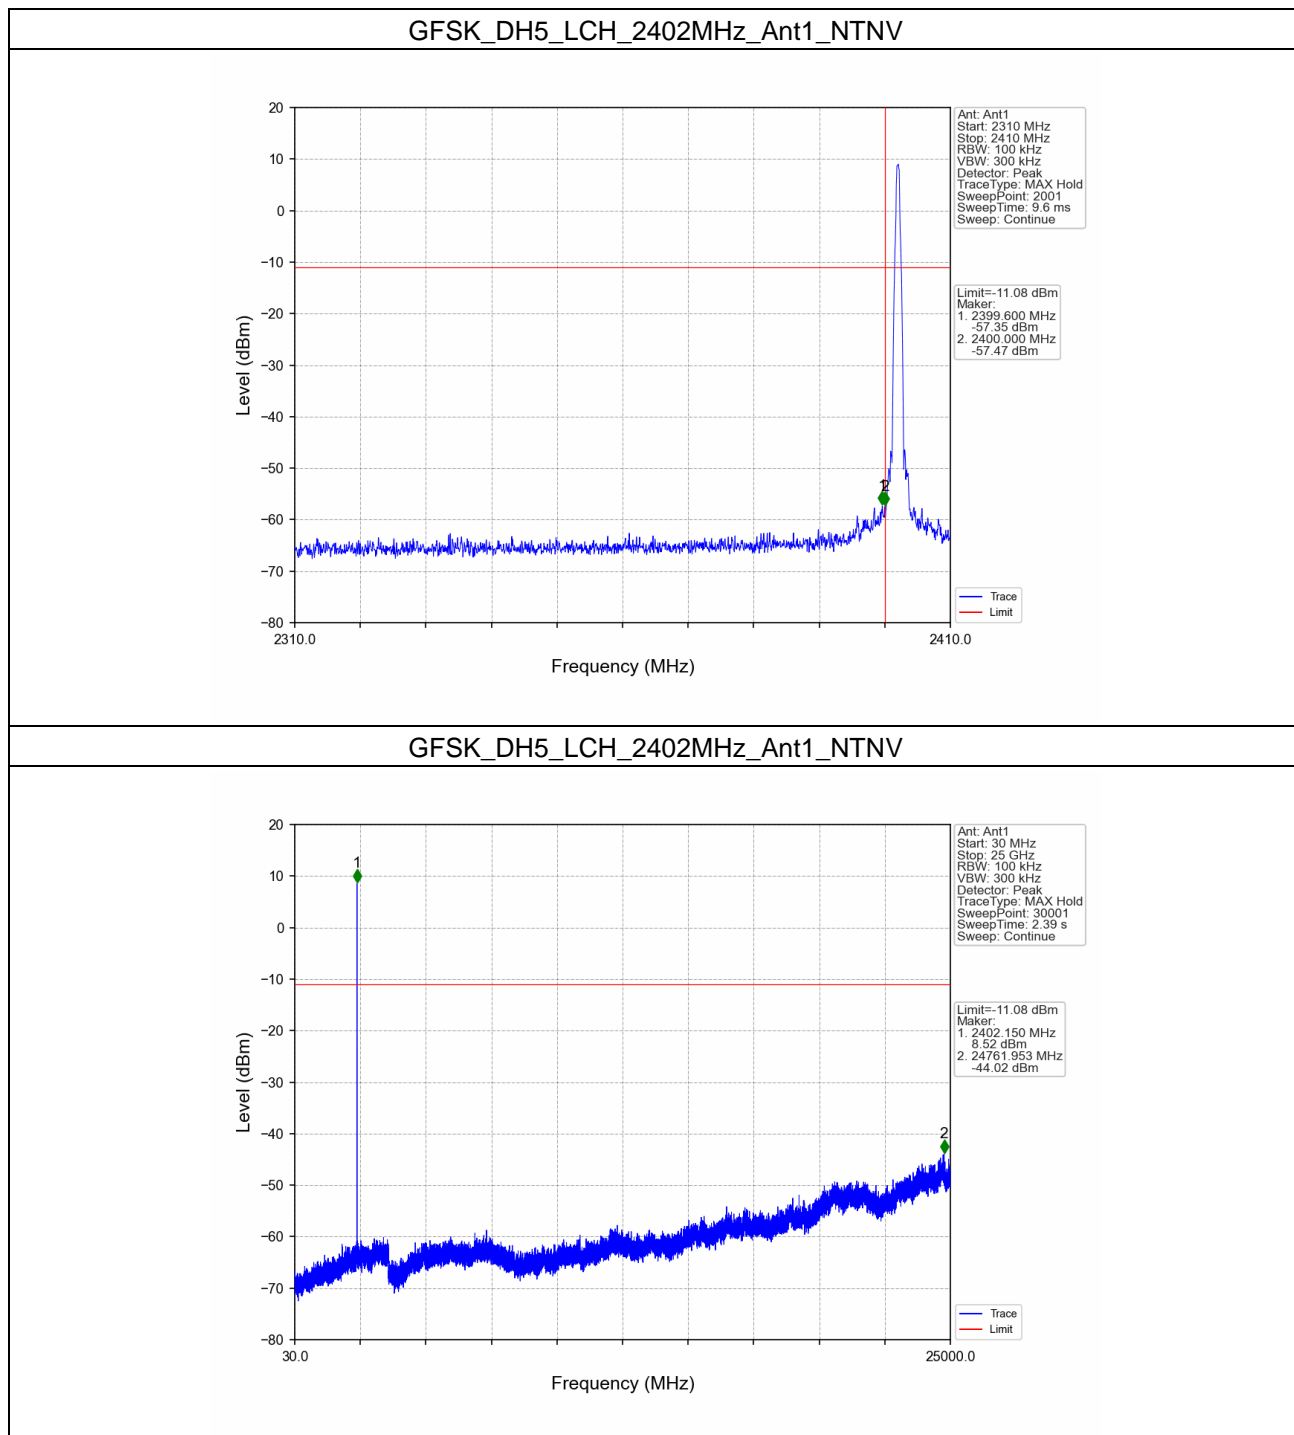 GFSK_DH5_LCH_2402MHz_Ant1_NTNV
20
10
0
−10
−20
−30
−40
−50
−60
−70
−80
Level (dBm)
1
2
2310.0
2410.0
Frequency (MHz)
Ant: Ant1
Start: 2310 MHz
Stop: 2410 MHz
RBW: 100 kHz
VBW: 300 kHz
Detector: Peak
TraceType: MAX Hold
SweepPoint: 2001
SweepTime: 9.6 ms
Sweep: Continue
Limit=-11.08 dBm
Maker:
1. 2399.600 MHz
-57.35 dBm
2. 2400.000 MHz
-57.47 dBm
Trace
Limit
GFSK_DH5_LCH_2402MHz_Ant1_NTNV
20
10
0
−10
−20
−30
−40
−50
−60
−70
−80
Level (dBm)
1
2
30.0
25000.0
Frequency (MHz)
Ant: Ant1
Start: 30 MHz
Stop: 25 GHz
RBW: 100 kHz
VBW: 300 kHz
Detector: Peak
TraceType: MAX Hold
SweepPoint: 30001
SweepTime: 2.39 s
Sweep: Continue
Limit=-11.08 dBm
Maker:
1. 2402.150 MHz
8.52 dBm
2. 24761.953 MHz
-44.02 dBm
Trace
Limit